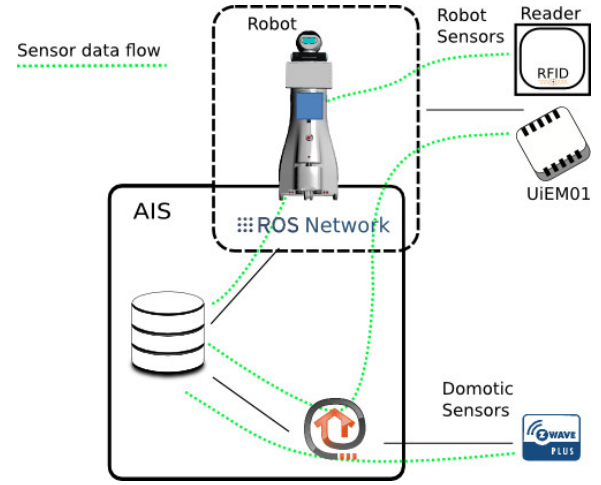 Robot
Robot
Sensors
Reader
Sensor data flow
RFID
UiEM01
AIS
ROS Network
Domotic
Sensors
Z WAVE
PLUS